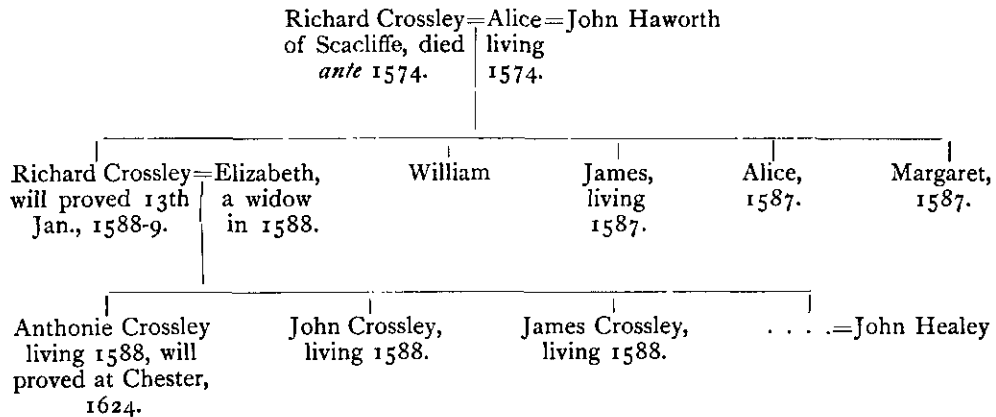 Richard Crossley=Alice=John Haworth
of Scacliffe, died living
ante 1574. 1574.
Richard Crossley=Elizabeth, William James, Alice, Margaret,
will proved 13th a widow living 1587. 1587.
Jan., 1588-9. in 1588. 1587.
Anthonie Crossley John Crossley, James Crossley, . . . .=John Healey
living 1588, will living 1588. living 1588.
proved at Chester,
1624.